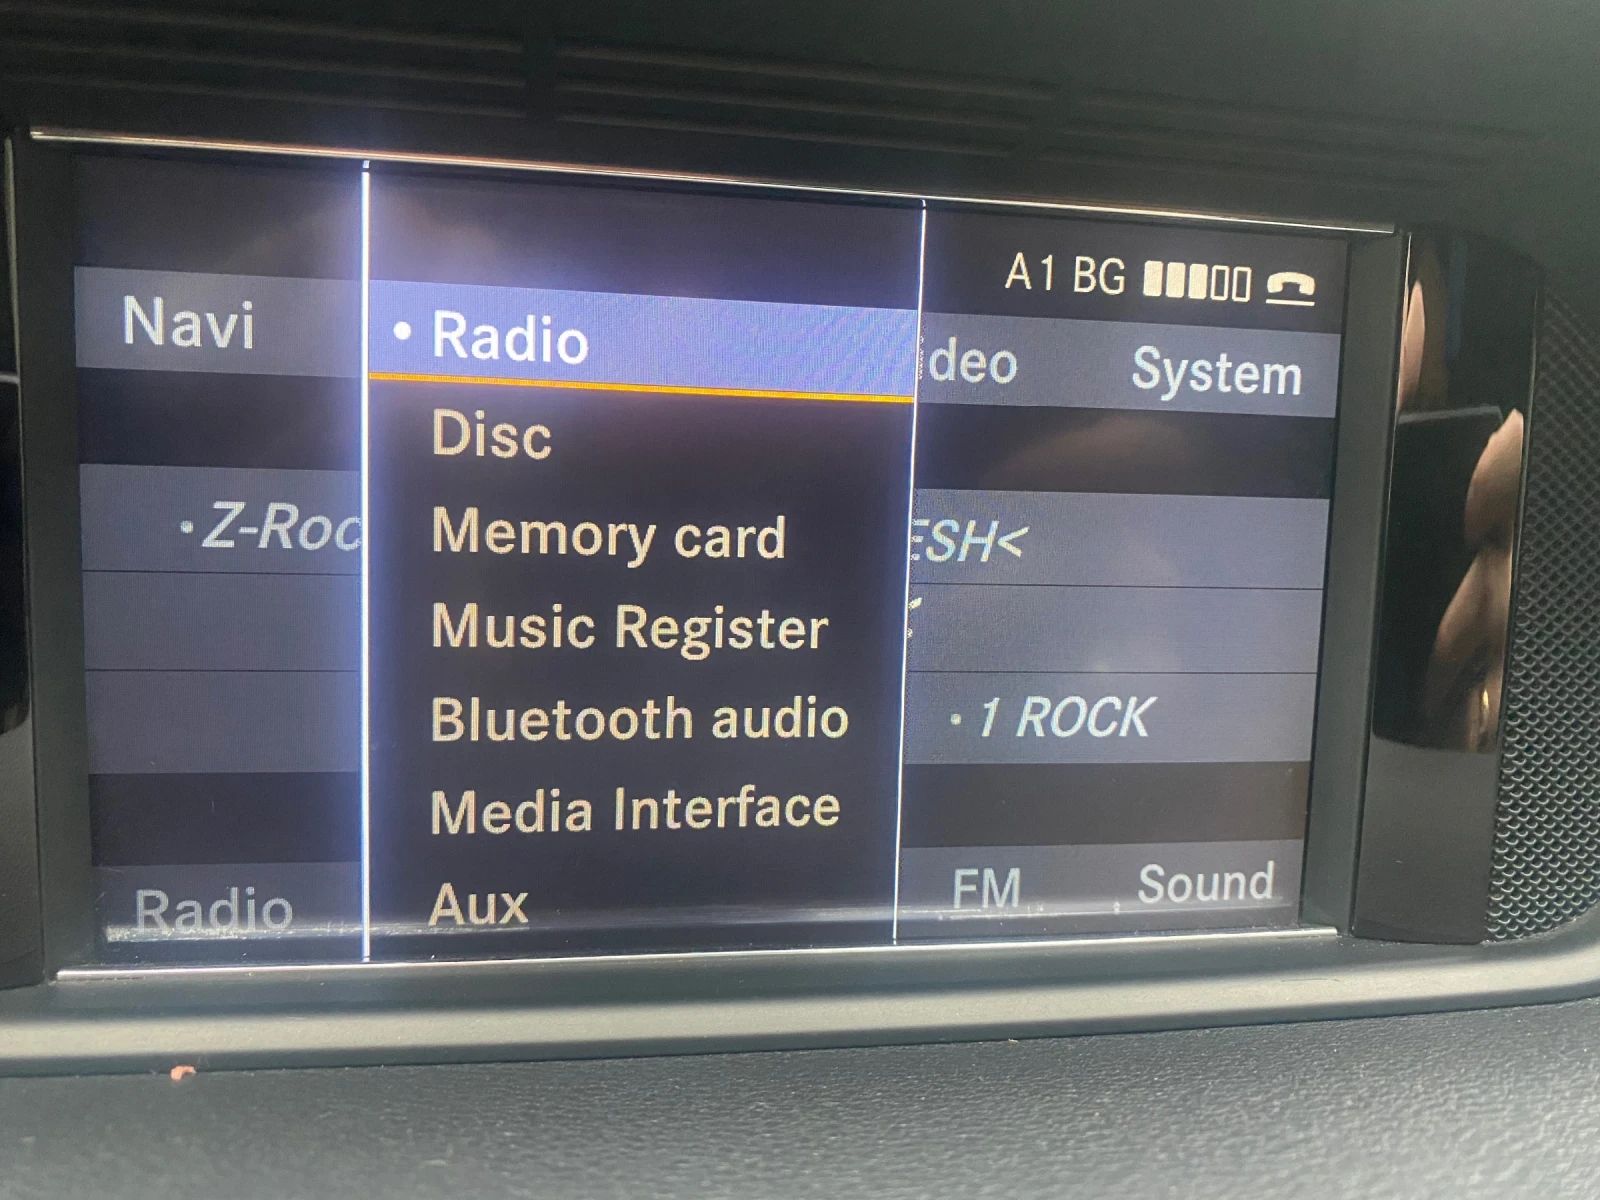 A1 BG
Navi
• Radio
deo
System
Disc
• Z-Roc
ESH<
Memory card
Music Register
Bluetooth audio
• 1 ROCK
Media Interface
Radio
Aux
FM
Sound